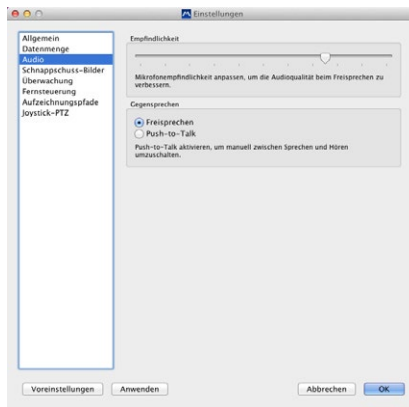 Einstellungen
Allgemein
Datenmenge
Audio
Schnappschuss-Bilder
Überwachung
Fernsteuerung
Aufzeichnungspfade
Joystick-PTZ
Empfindlichkeit
Mikrofonempfindlichkeit anpassen, um die Audioqualität beim Freisprechen zu
verbessern.
Gegensprechen
Freisprechen
Push-to-Talk
Push-to-Talk aktivieren, um manuell zwischen Sprechen und Hören
umzuschalten.
Voreinstellungen
Anwenden
Abbrechen
OK